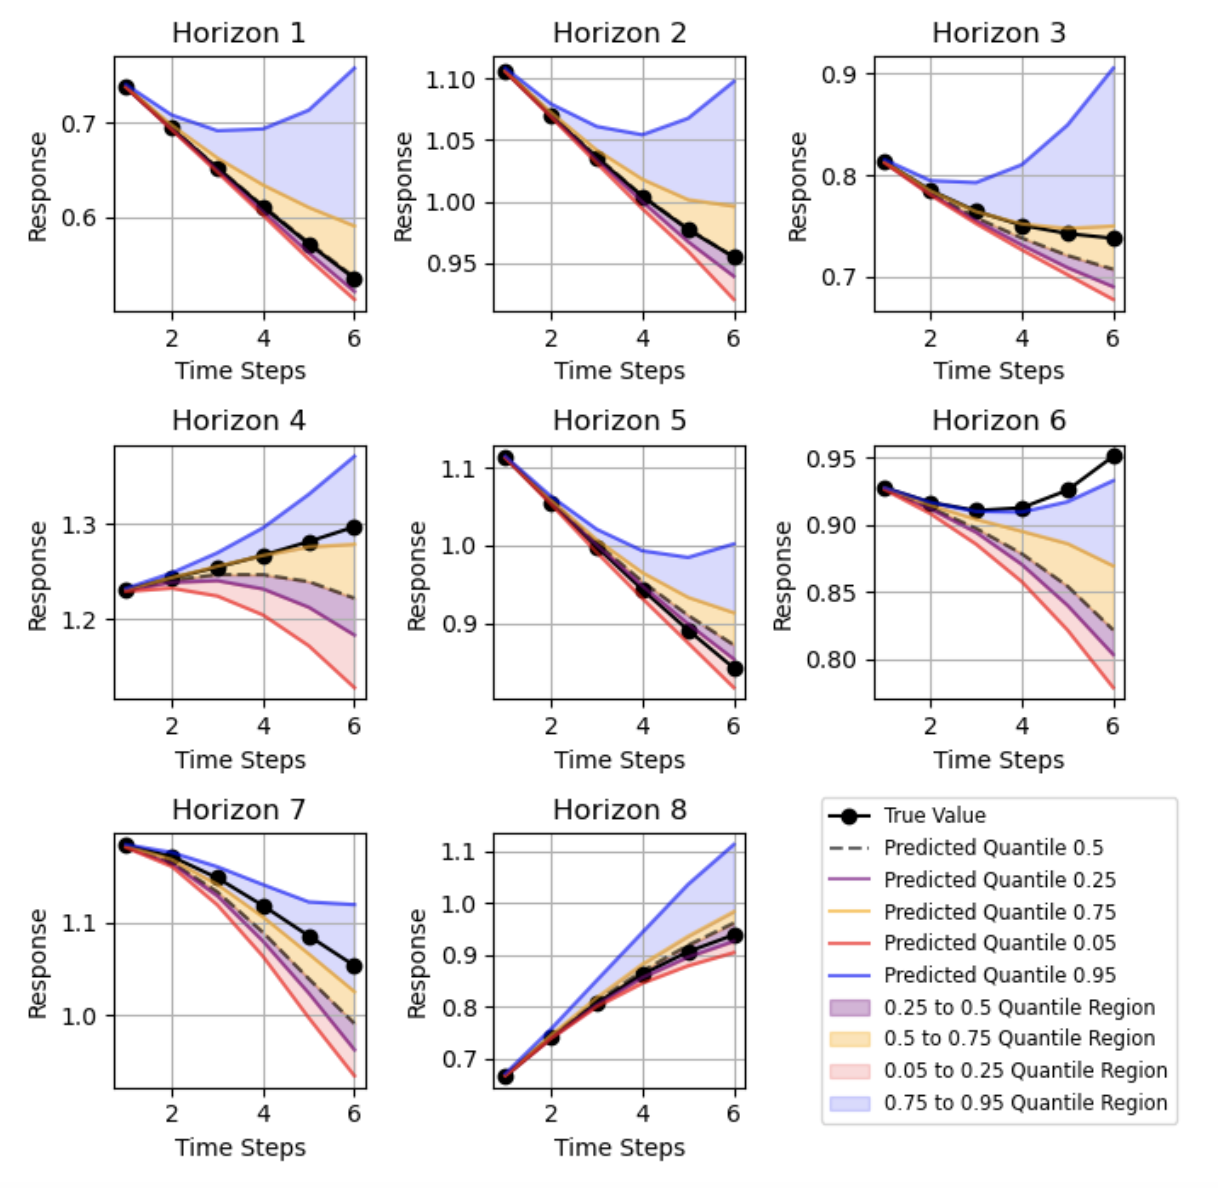 Horizon 1
Response
0.7
0.6
2 4 6
Time Steps
Horizon 2
Response
1.10
1.05
1.00
0.95
2 4 6
Time Steps
Horizon 3
Response
0.9
0.8
0.7
2 4 6
Time Steps
Horizon 4
Response
1.3
1.2
2 4 6
Time Steps
Horizon 5
Response
1.1
1.0
0.9
2 4 6
Time Steps
Horizon 6
Response
0.95
0.90
0.85
0.80
2 4 6
Time Steps
Horizon 7
Response
1.1
1.0
2 4 6
Time Steps
Horizon 8
Response
1.1
1.0
0.9
0.8
0.7
2 4 6
Time Steps
True Value
Predicted Quantile 0.5
Predicted Quantile 0.25
Predicted Quantile 0.75
Predicted Quantile 0.05
Predicted Quantile 0.95
0.25 to 0.5 Quantile Region
0.5 to 0.75 Quantile Region
0.05 to 0.25 Quantile Region
0.75 to 0.95 Quantile Region